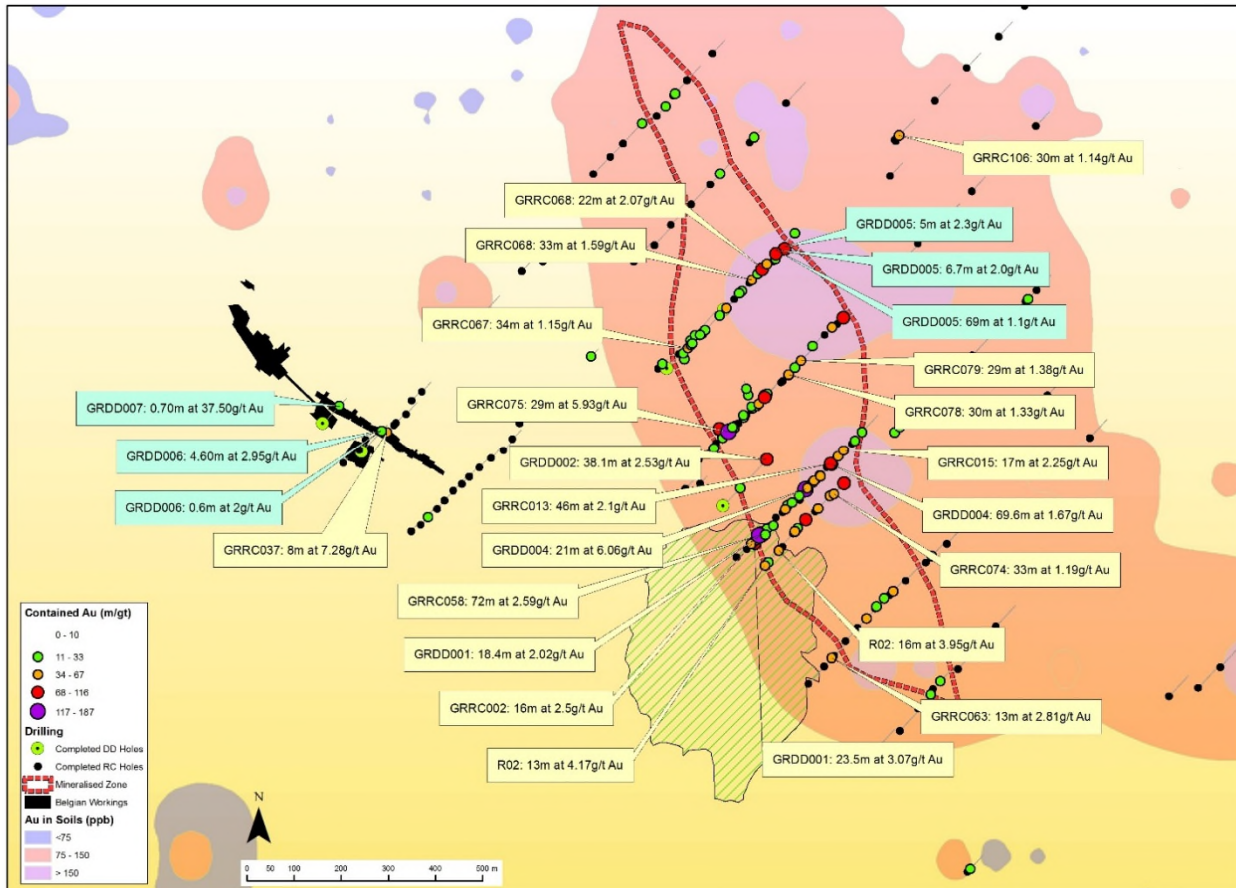 GRRC106: 30m at 1.14g/t Au
GRRC068: 22m at 2.07g/t Au
GRDD005: 5m at 2.3g/t Au
GRRC068: 33m at 1.59g/t Au
GRDD005: 6.7m at 2.0g/t Au
GRRC067: 34m at 1.15g/t Au
GRDD005: 69m at 1.1g/t Au
GRRC079: 29m at 1.38g/t Au
GRDD007: 0.70m at 37.50g/t Au
GRRC075: 29m at 5.93g/t Au
GRRC078: 30m at 1.33g/t Au
GRDD006: 4.60m at 2.95g/t Au
GRDD002: 38.1m at 2.53g/t Au
GRRC015: 17m at 2.25g/t Au
GRDD006: 0.6m at 2g/t Au
GRRC013: 46m at 2.1g/t Au
GRDD004: 69.6m at 1.67g/t Au
GRRC037: 8m at 7.28g/t Au
GRDD004: 21m at 6.06g/t Au
GRRC074: 33m at 1.19g/t Au
GRRC058: 72m at 2.59g/t Au
R02: 16m at 3.95g/t Au
GRDD001: 18.4m at 2.02g/t Au
GRRC002: 16m at 2.5g/t Au
GRRC063: 13m at 2.81g/t Au
R02: 13m at 4.17g/t Au
GRDD001: 23.5m at 3.07g/t Au
Contained Au (m/gt)
0 - 10
11 - 33
34 - 67
68 - 116
117 - 187
Drilling
Completed DD Holes
Completed RC Holes
Mineralised Zone
Belgian Workings
Au in Soils (ppb)
<75
75 - 150
> 150
N
0 50 100 200 300 400 500 m